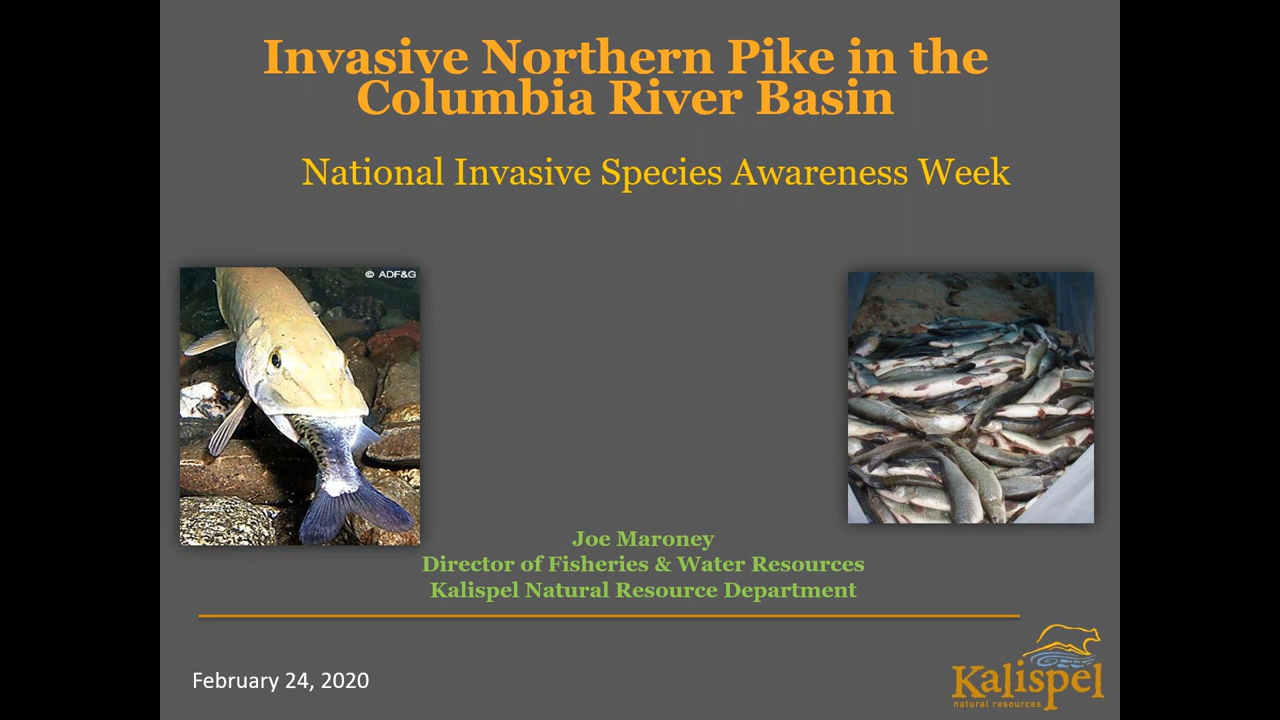 Invasive Northern Pike in the
Columbia River Basin
National Invasive Species Awareness Week
© ADF&G
Joe Maroney
Director of Fisheries & Water Resources
Kalispel Natural Resource Department
February 24, 2020
Kalispel
natural resources